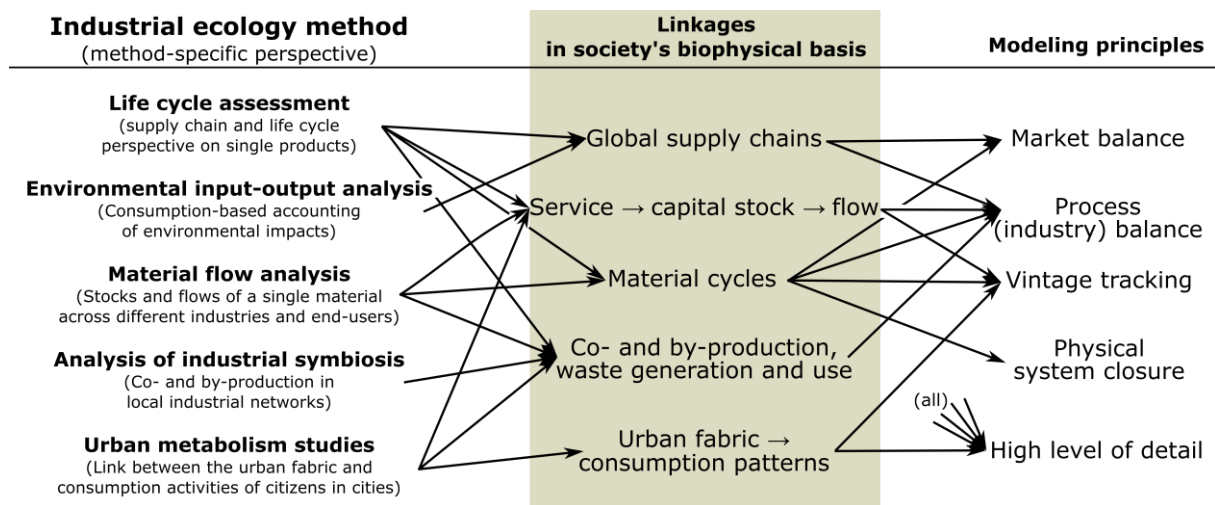 Industrial ecology method
(method-specific perspective)
Linkages
in society's biophysical basis
Modeling principles
Life cycle assessment
(supply chain and life cycle
perspective on single products)
Environmental input-output analysis
(Consumption-based accounting
of environmental impacts)
Material flow analysis
(Stocks and flows of a single material
across different industries and end-users)
Analysis of industrial symbiosis
(Co- and by-production in
local industrial networks)
Urban metabolism studies
(Link between the urban fabric and
consumption activities of citizens in cities)
Global supply chains
Service → capital stock → flow
Material cycles
Co- and by-production,
waste generation and use
Urban fabric →
consumption patterns
Market balance
Process
(industry) balance
Vintage tracking
Physical
system closure
(all)
High level of detail